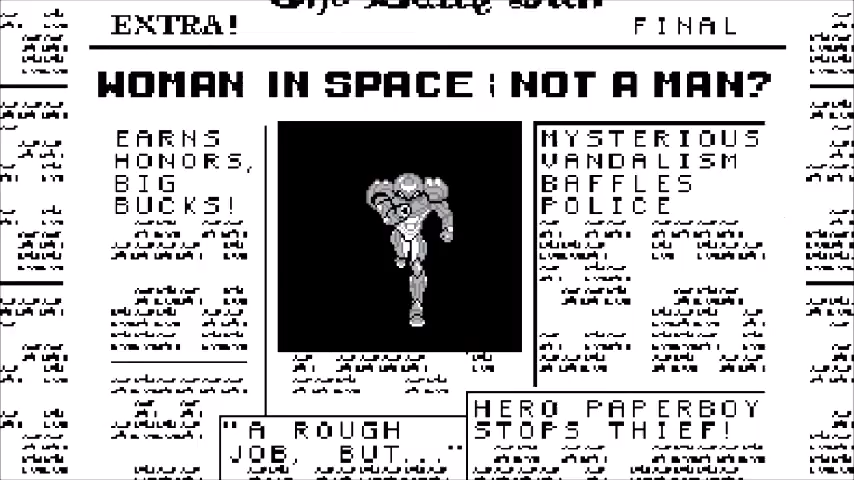 EXTRA!
FINAL
WOMAN IN SPACE ; NOT A MAN?
EARNS
HONORS,
BIG
BUCKS!
MYSTERIOUS
VANDALISM
BAFFLES
POLICE
"A ROUGH
JOB, BUT..."
HERO PAPERBOY
STOPS THIEF!